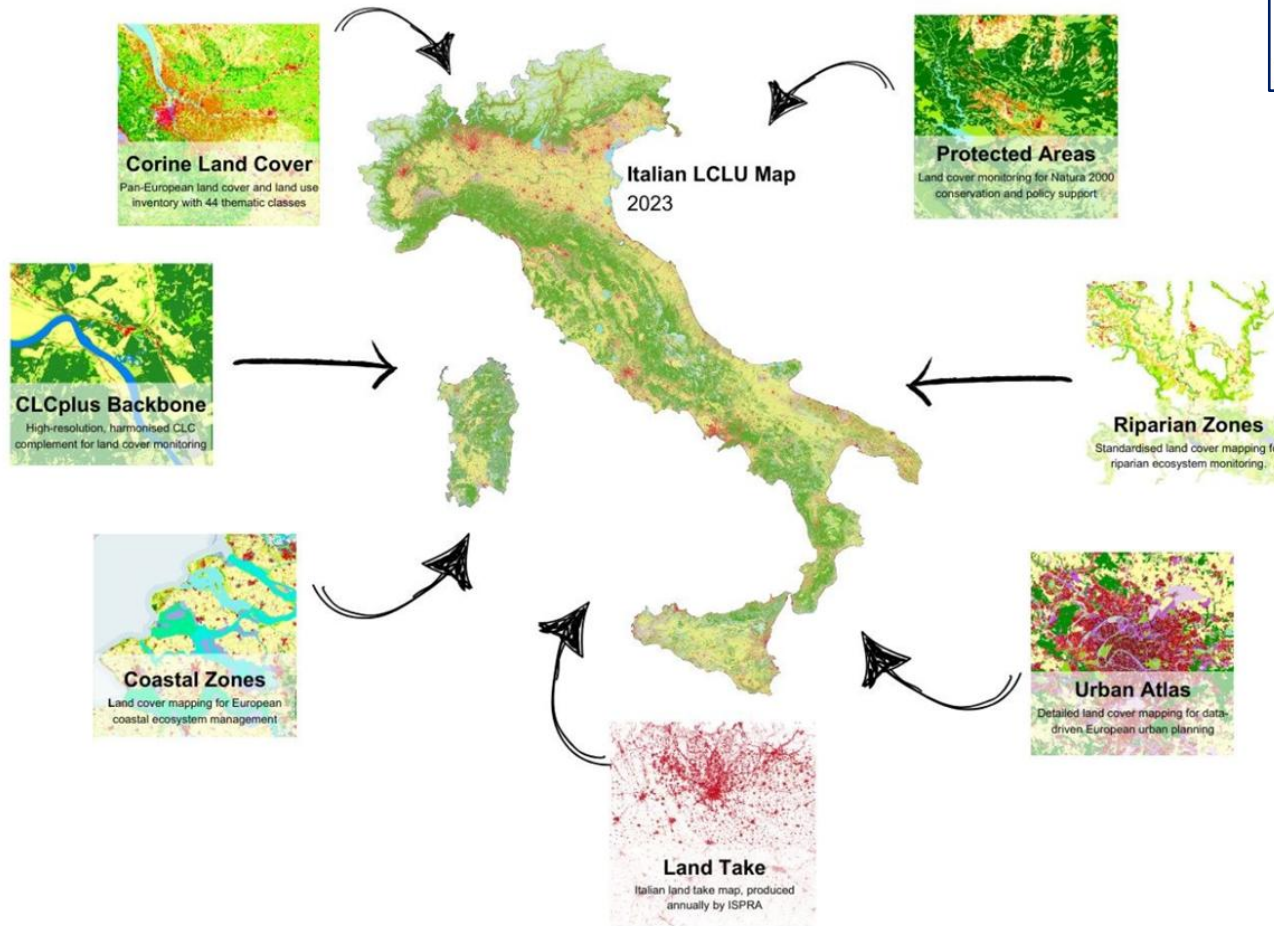 Corine Land Cover
Pan-European land cover and land use
inventory with 44 thematic classes
Italian LCLU Map
2023
Protected Areas
Land cover monitoring for Natura 2000
conservation and policy support
CLCplus Backbone
High-resolution, harmonised CLC
complement for land cover monitoring
Riparian Zones
Standardised land cover mapping fo
riparian ecosystem monitoring.
Coastal Zones
Land cover mapping for European
coastal ecosystem management
Urban Atlas
Detailed land cover mapping for data-
driven European urban planning
Land Take
Italian land take map, produced
annually by ISPRA